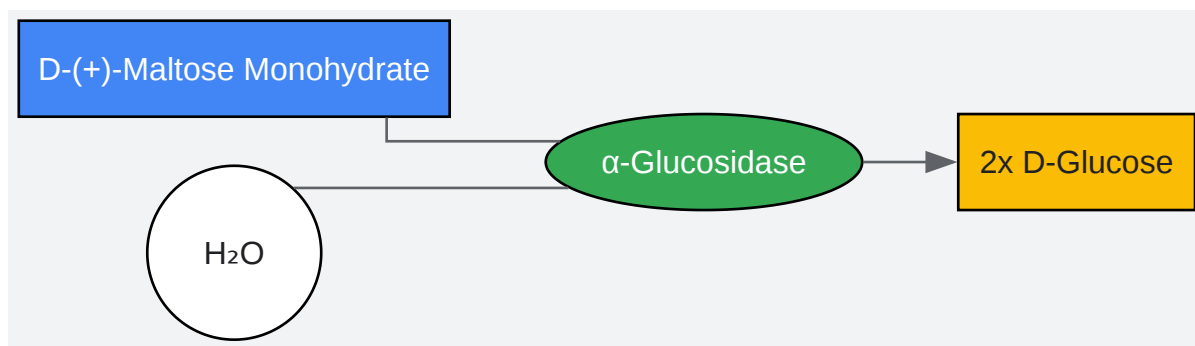 D-(+)-Maltose Monohydrate
α-Glucosidase
2x D-Glucose
H₂O